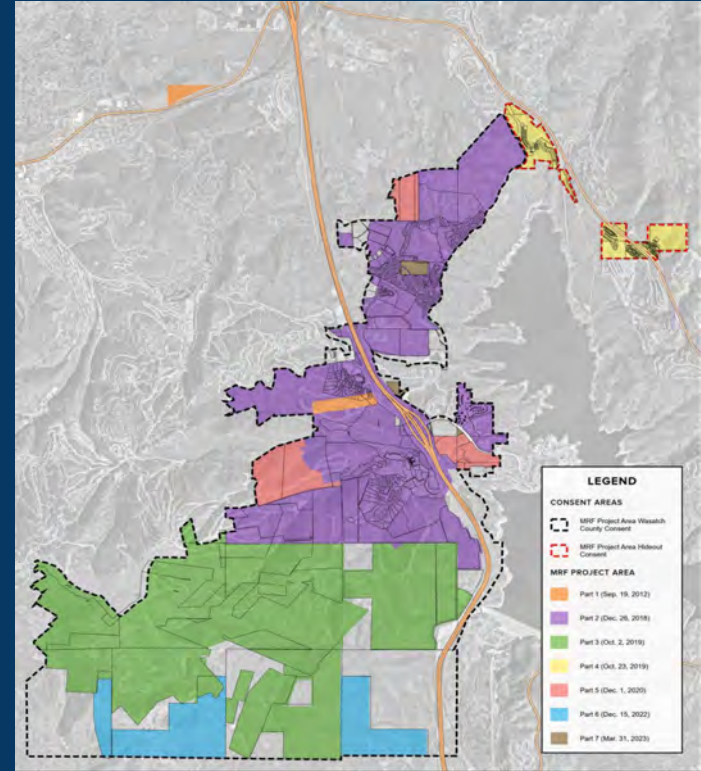 LEGEND
CONSENT AREAS
MRF Project Area Wasatch
County Consent
MRF Project Area Hideout
Consent
MRF PROJECT AREA
Part 1 (Sep. 19, 2012)
Part 2 (Dec. 26, 2018)
Part 3 (Oct. 2, 2019)
Part 4 (Oct. 23, 2019)
Part 5 (Dec. 1, 2020)
Part 6 (Dec. 15, 2022)
Part 7 (Mar. 31, 2023)